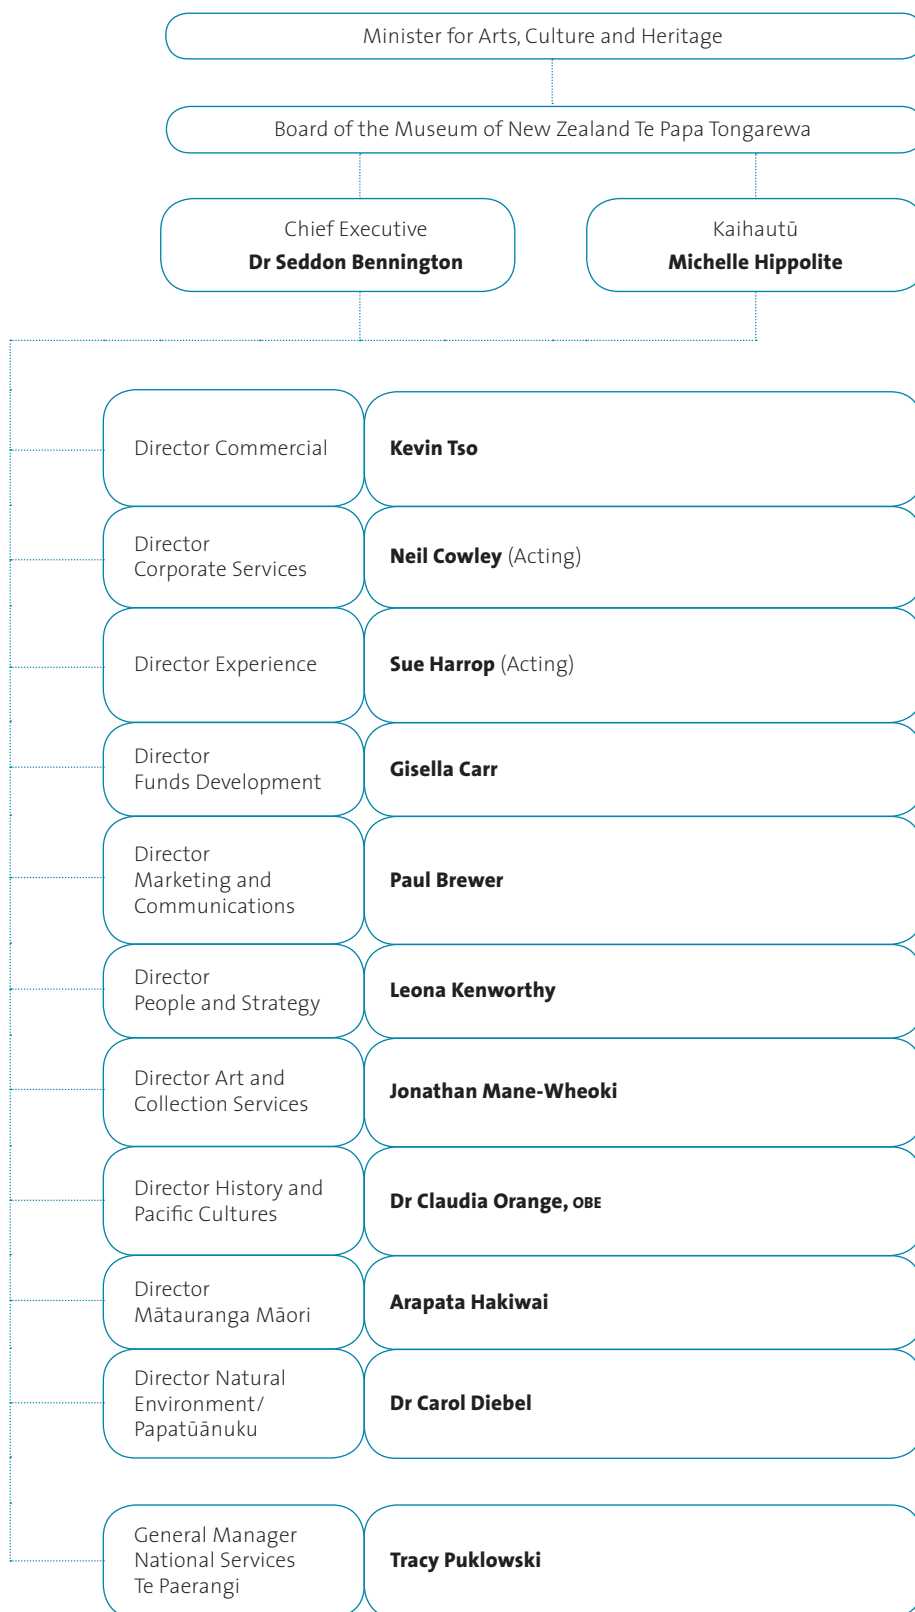 Minister for Arts, Culture and Heritage
Board of the Museum of New Zealand Te Papa Tongarewa
Chief Executive
Dr Seddon Bennington
Kaihautū
Michelle Hippolite
Director Commercial
Kevin Tso
Director
Corporate Services
Neil Cowley (Acting)
Director Experience
Sue Harrop (Acting)
Director
Funds Development
Gisella Carr
Director
Marketing and
Communications
Paul Brewer
Director
People and Strategy
Leona Kenworthy
Director Art and
Collection Services
Jonathan Mane-Wheoki
Director History and
Pacific Cultures
Dr Claudia Orange, OBE
Director
Mātauranga Māori
Arapata Hakiwai
Director Natural
Environment/
Papatūānuku
Dr Carol Diebel
General Manager
National Services
Te Paerangi
Tracy Puklowski